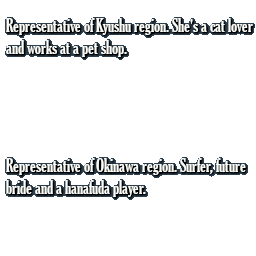 Representative of Kyushu region. She's a cat lover
and works at a pet shop.
Representative of Okinawa region. Surfer, future
bride and a hanafuda player.